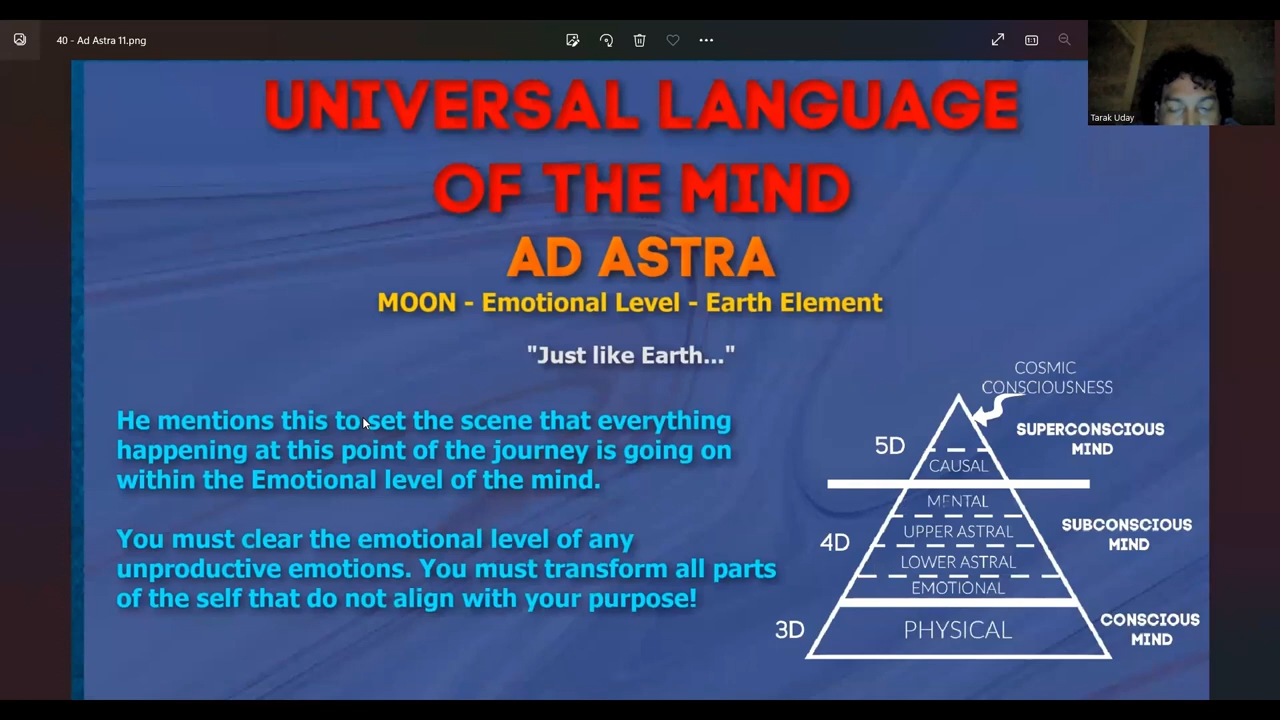 40 - Ad Astra 11.png
Tarak Uday
UNIVERSAL LANGUAGE
OF THE MIND
AD ASTRA
MOON - Emotional Level - Earth Element
"Just like Earth..."
He mentions this to set the scene that everything
happening at this point of the journey is going on
within the Emotional level of the mind.
You must clear the emotional level of any
unproductive emotions. You must transform all parts
of the self that do not align with your purpose!
COSMIC
CONSCIOUSNESS
SUPERCONSCIOUS
MIND
5D
CAUSAL
MENTAL
UPPER ASTRAL
SUBCONSCIOUS
MIND
4D
LOWER ASTRAL
EMOTIONAL
3D
PHYSICAL
CONSCIOUS
MIND